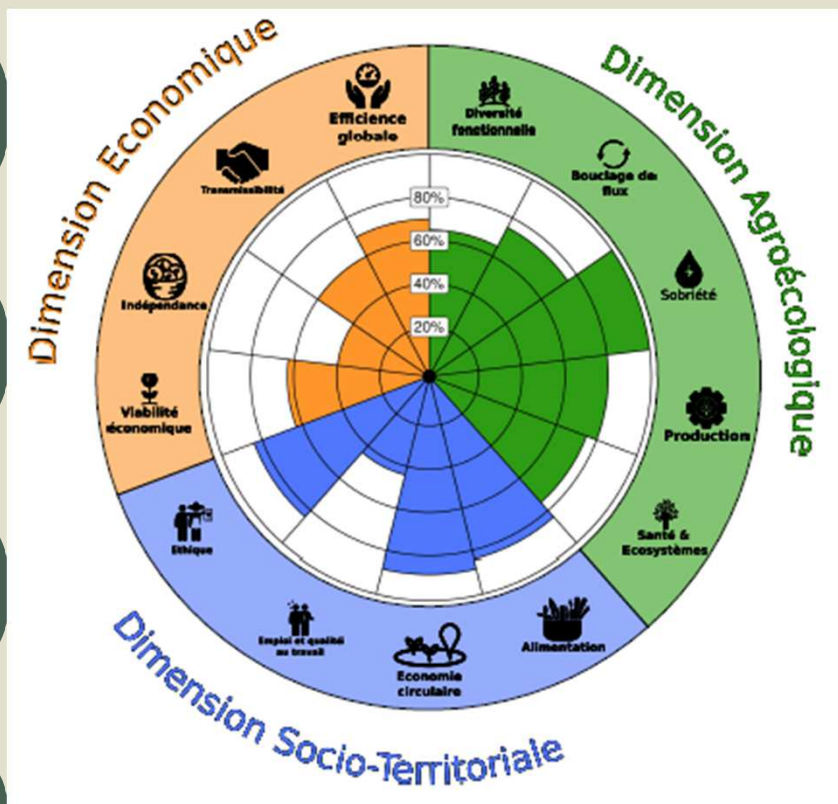 Dimension Economique
Dimension Agroécologique
Dimension Socio-Territoriale
Efficience
globale
Transmissibilité
Indépendance
Viabilité
économique
Diversité
fonctionnelle
Bouclage de
flux
Sobriété
Production
Santé &
Ecosystèmes
Alimentation
Economie
circulaire
Emploi et qualité
au travail
Ethique
80%
60%
40%
20%